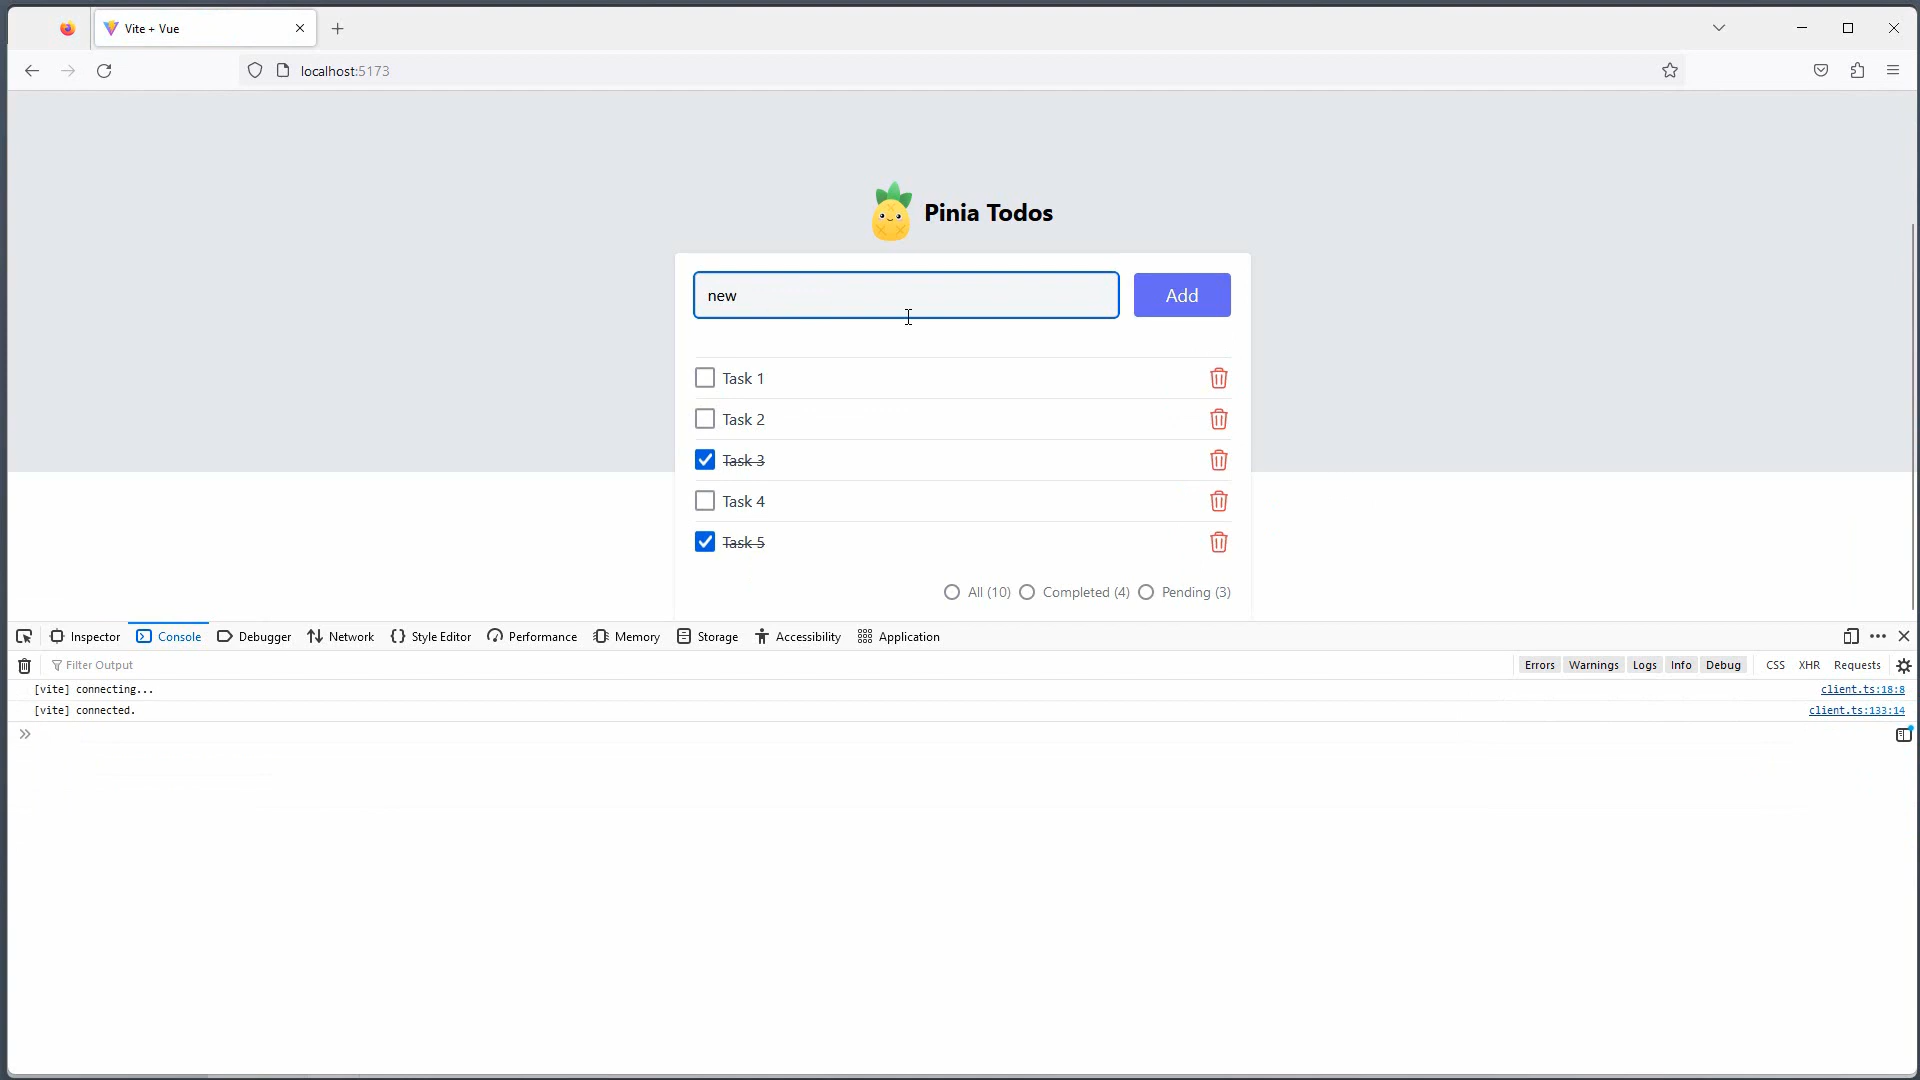 Vite + Vue
localhost:5173
Pinia Todos
new
Add
Task 1
Task 2
Task 3
Task 4
Task 5
All (10) Completed (4) Pending (3)
Inspector Console Debugger Network Style Editor Performance Memory Storage Accessibility Application
Filter Output Errors Warnings Logs Info Debug CSS XHR Requests
[vite] connecting... client.ts:18:8
[vite] connected. client.ts:133:14